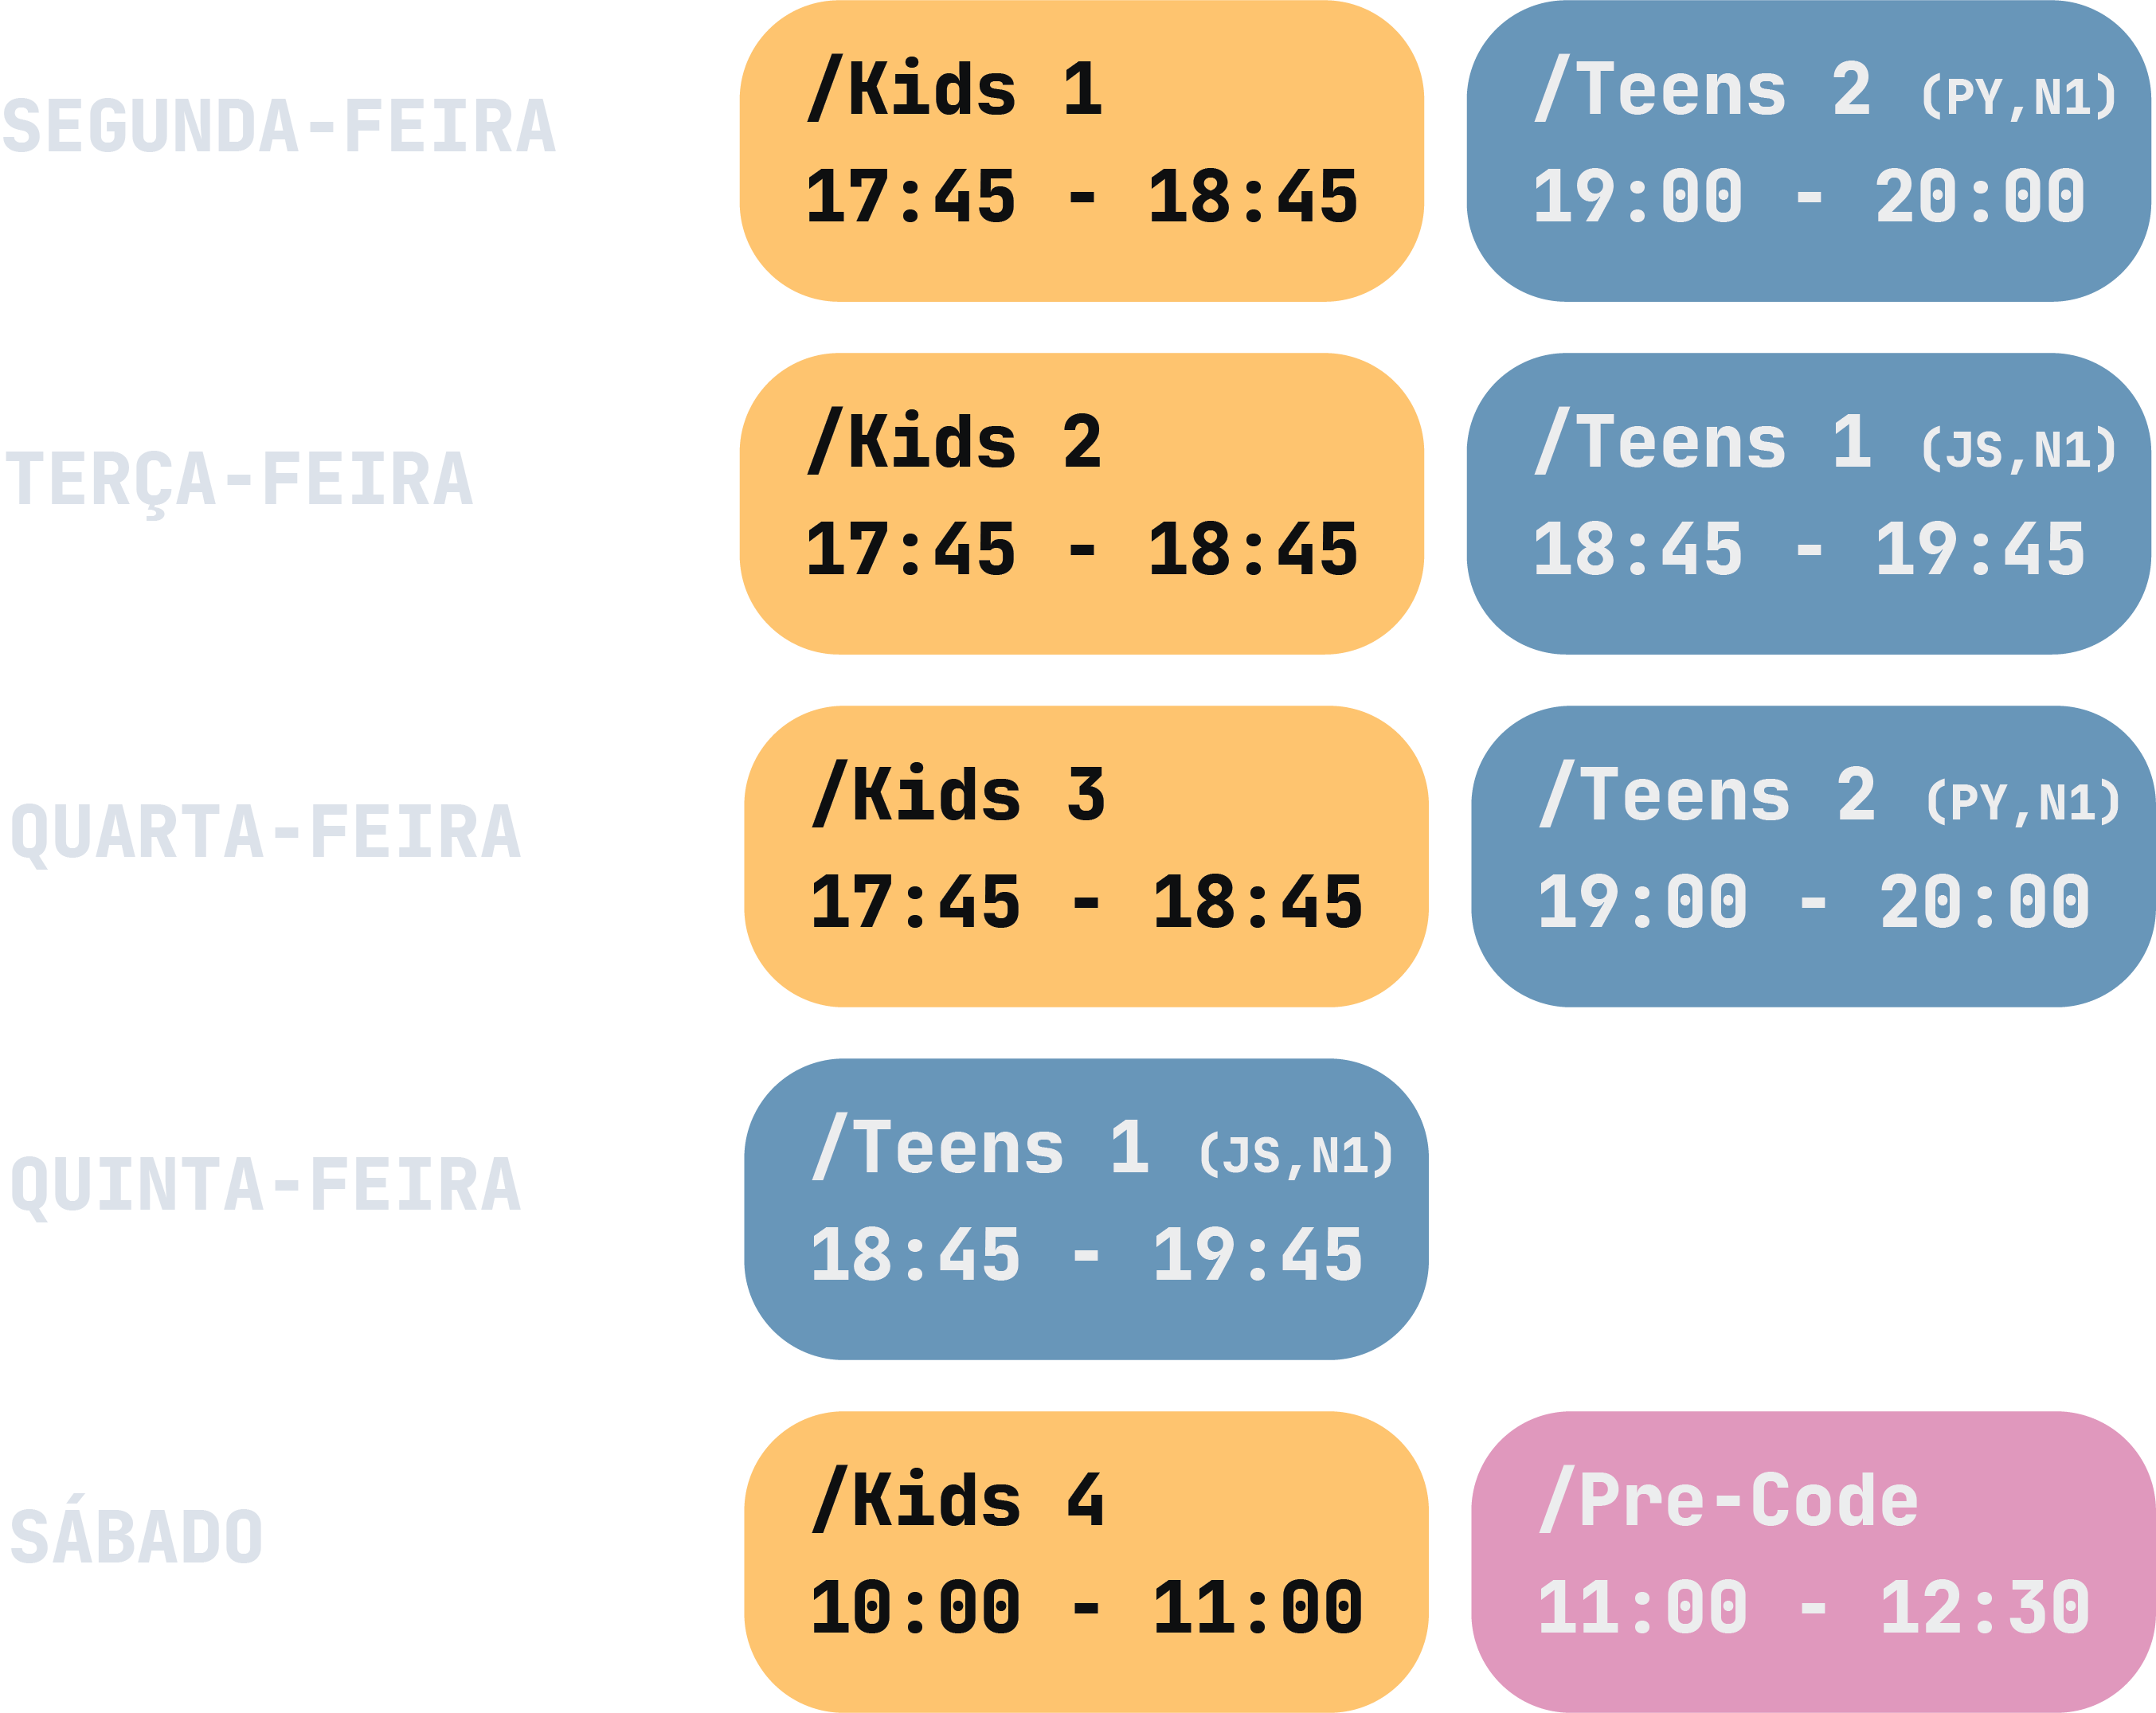 SEGUNDA-FEIRA
/Kids 1
17:45 - 18:45
/Teens 2 (PY,N1)
19:00 - 20:00
TERÇA-FEIRA
/Kids 2
17:45 - 18:45
/Teens 1 (JS,N1)
18:45 - 19:45
QUARTA-FEIRA
/Kids 3
17:45 - 18:45
/Teens 2 (PY,N1)
19:00 - 20:00
QUINTA-FEIRA
/Teens 1 (JS,N1)
18:45 - 19:45
SÁBADO
/Kids 4
10:00 - 11:00
/Pre-Code
11:00 - 12:30